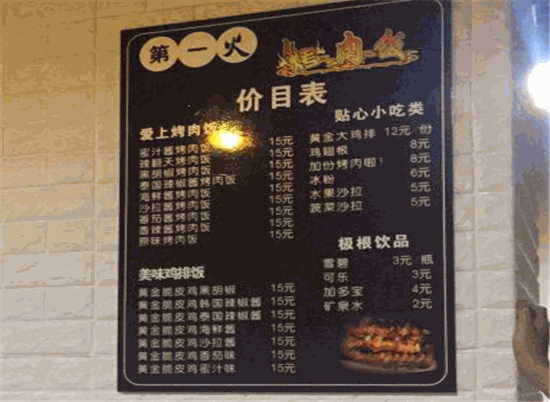 第一火
烤肉饭
价目表
爱上烤肉饭
蜜汁酱烤肉饭 15元
辣翻天烤肉饭 15元
黑胡椒烤肉饭 15元
泰国辣椒酱烤肉饭 15元
海鲜酱烤肉饭 15元
沙拉酱烤肉饭 15元
番茄酱烤肉饭 15元
香辣酱烤肉饭 15元
原味烤肉饭 15元
美味鸡排饭
黄金脆皮鸡黑胡椒 15元
黄金脆皮鸡韩国辣椒酱 15元
黄金脆皮鸡泰国辣椒酱 15元
黄金脆皮鸡海鲜酱 15元
黄金脆皮鸡沙拉酱 15元
黄金脆皮鸡香茄味 15元
黄金脆皮鸡蜜汁味 15元
贴心小吃类
黄金大鸡排 12元/份
鸡翅根 8元
加份烤肉啦! 8元
冰粉 6元
水果沙拉 5元
蔬菜沙拉 5元
极根饮品
雪碧 3元/瓶
可乐 3元
加多宝 4元
矿泉水 2元